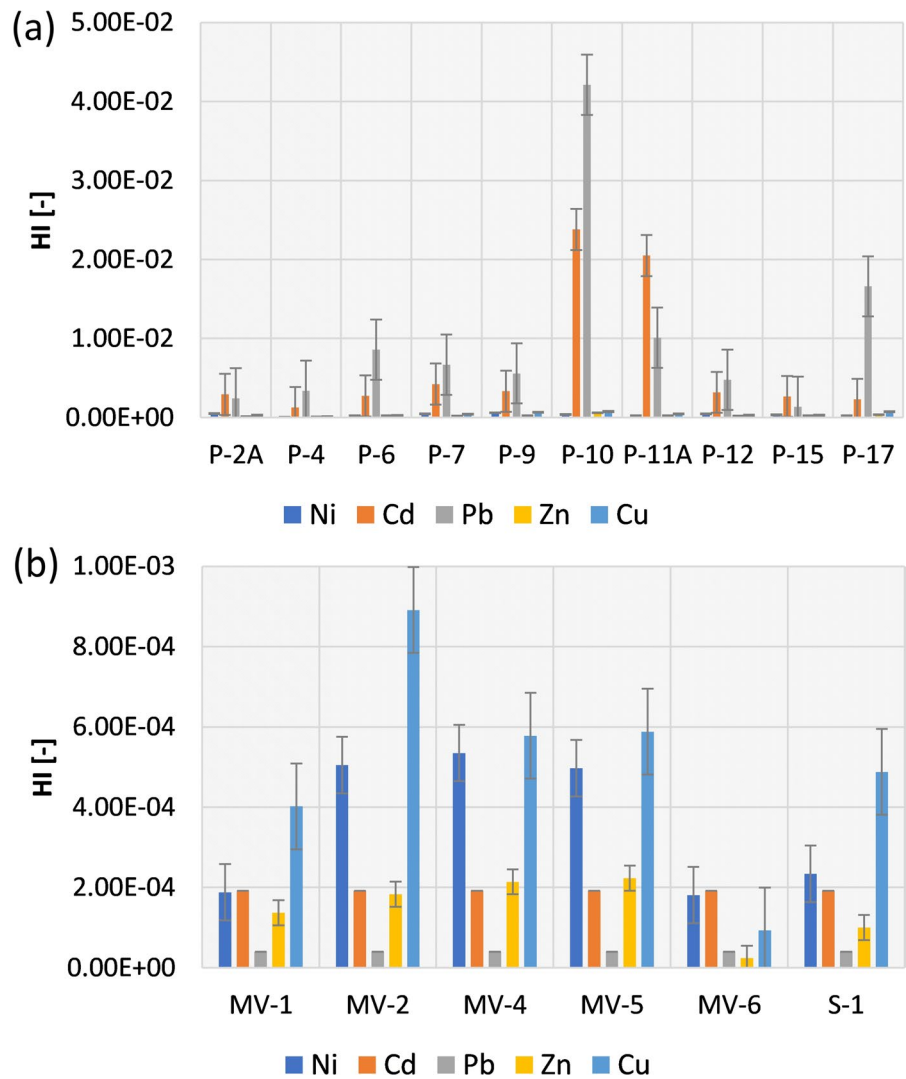 (a)
5.00E-02
4.00E-02
3.00E-02
2.00E-02
1.00E-02
0.00E+00
HI [-]
P-2A P-4 P-6 P-7 P-9 P-10 P-11A P-12 P-15 P-17
Ni Cd Pb Zn Cu
(b)
1.00E-03
8.00E-04
6.00E-04
4.00E-04
2.00E-04
0.00E+00
HI [-]
MV-1 MV-2 MV-4 MV-5 MV-6 S-1
Ni Cd Pb Zn Cu